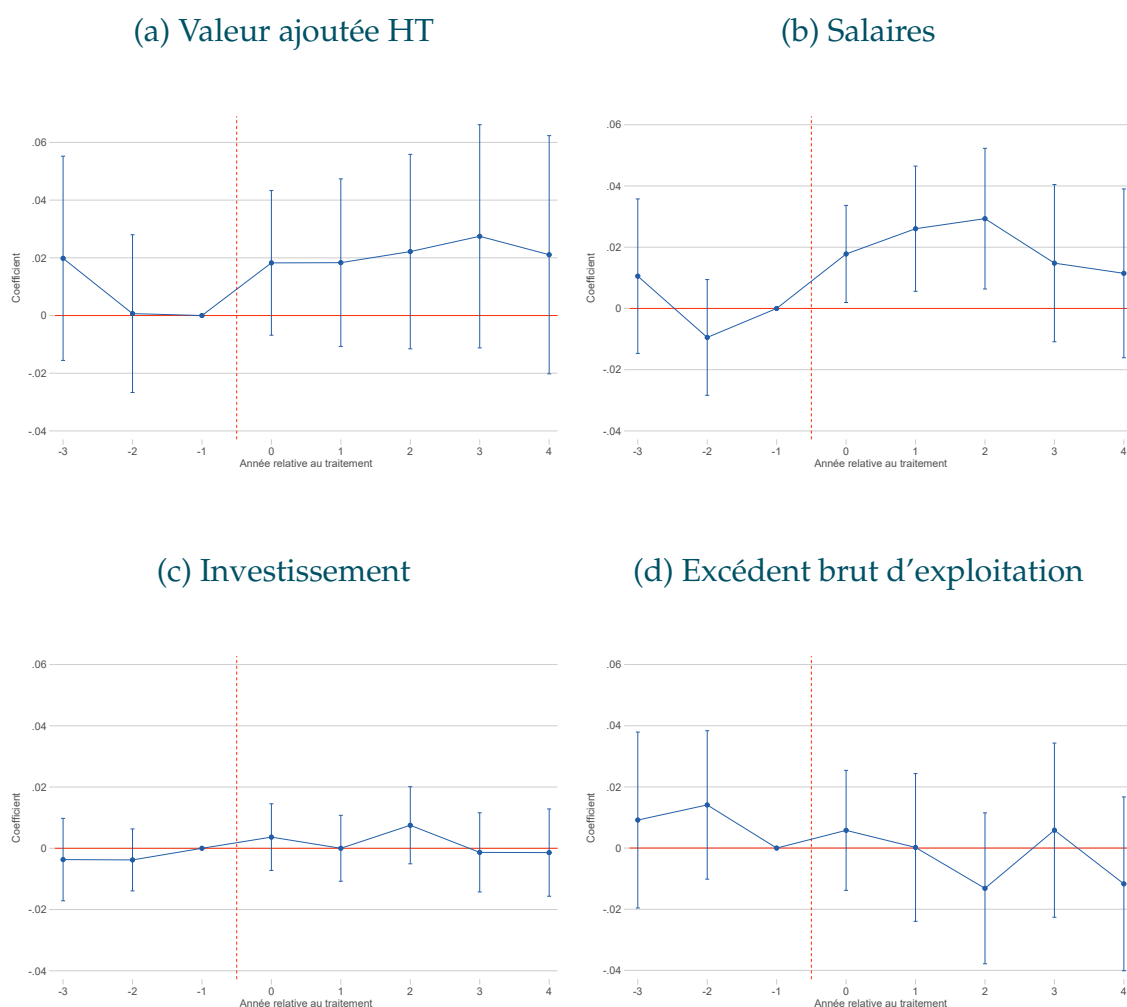 (a) Valeur ajoutée HT
.06
.04
.02
0
-.02
-.04
Coefficient
-3 -2 -1 0 1 2 3 4
Année relative au traitement
(b) Salaires
.06
.04
.02
0
-.02
-.04
Coefficient
-3 -2 -1 0 1 2 3 4
Année relative au traitement
(c) Investissement
.06
.04
.02
0
-.02
-.04
Coefficient
-3 -2 -1 0 1 2 3 4
Année relative au traitement
(d) Excédent brut d'exploitation
.06
.04
.02
0
-.02
-.04
Coefficient
-3 -2 -1 0 1 2 3 4
Année relative au traitement